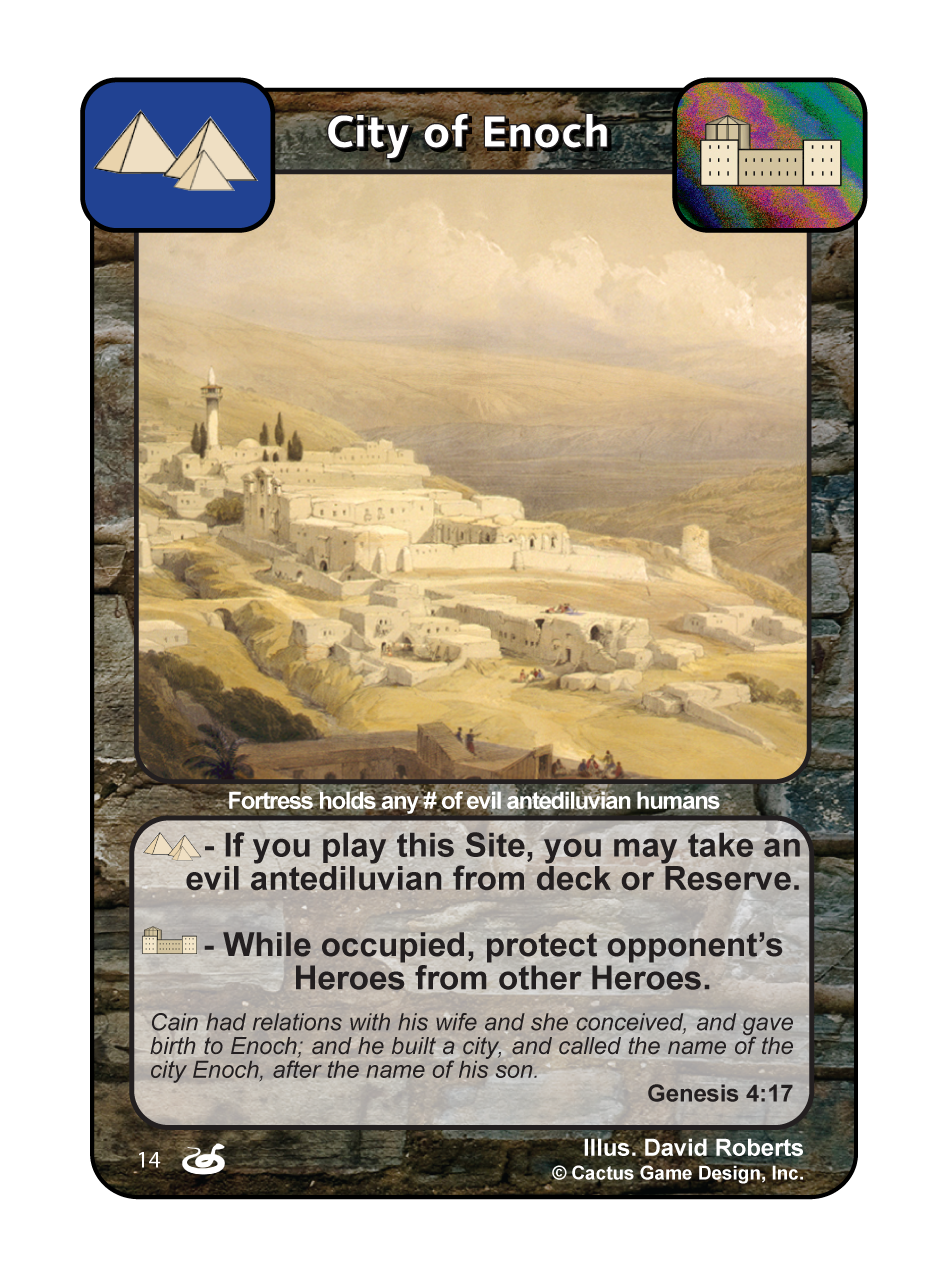 City of Enoch
Fortress holds any # of evil antediluvian humans
- If you play this Site, you may take an
evil antediluvian from deck or Reserve.
- While occupied, protect opponent’s
Heroes from other Heroes.
Cain had relations with his wife and she conceived, and gave
birth to Enoch; and he built a city, and called the name of the
city Enoch, after the name of his son.
Genesis 4:17
14
Illus. David Roberts
© Cactus Game Design, Inc.